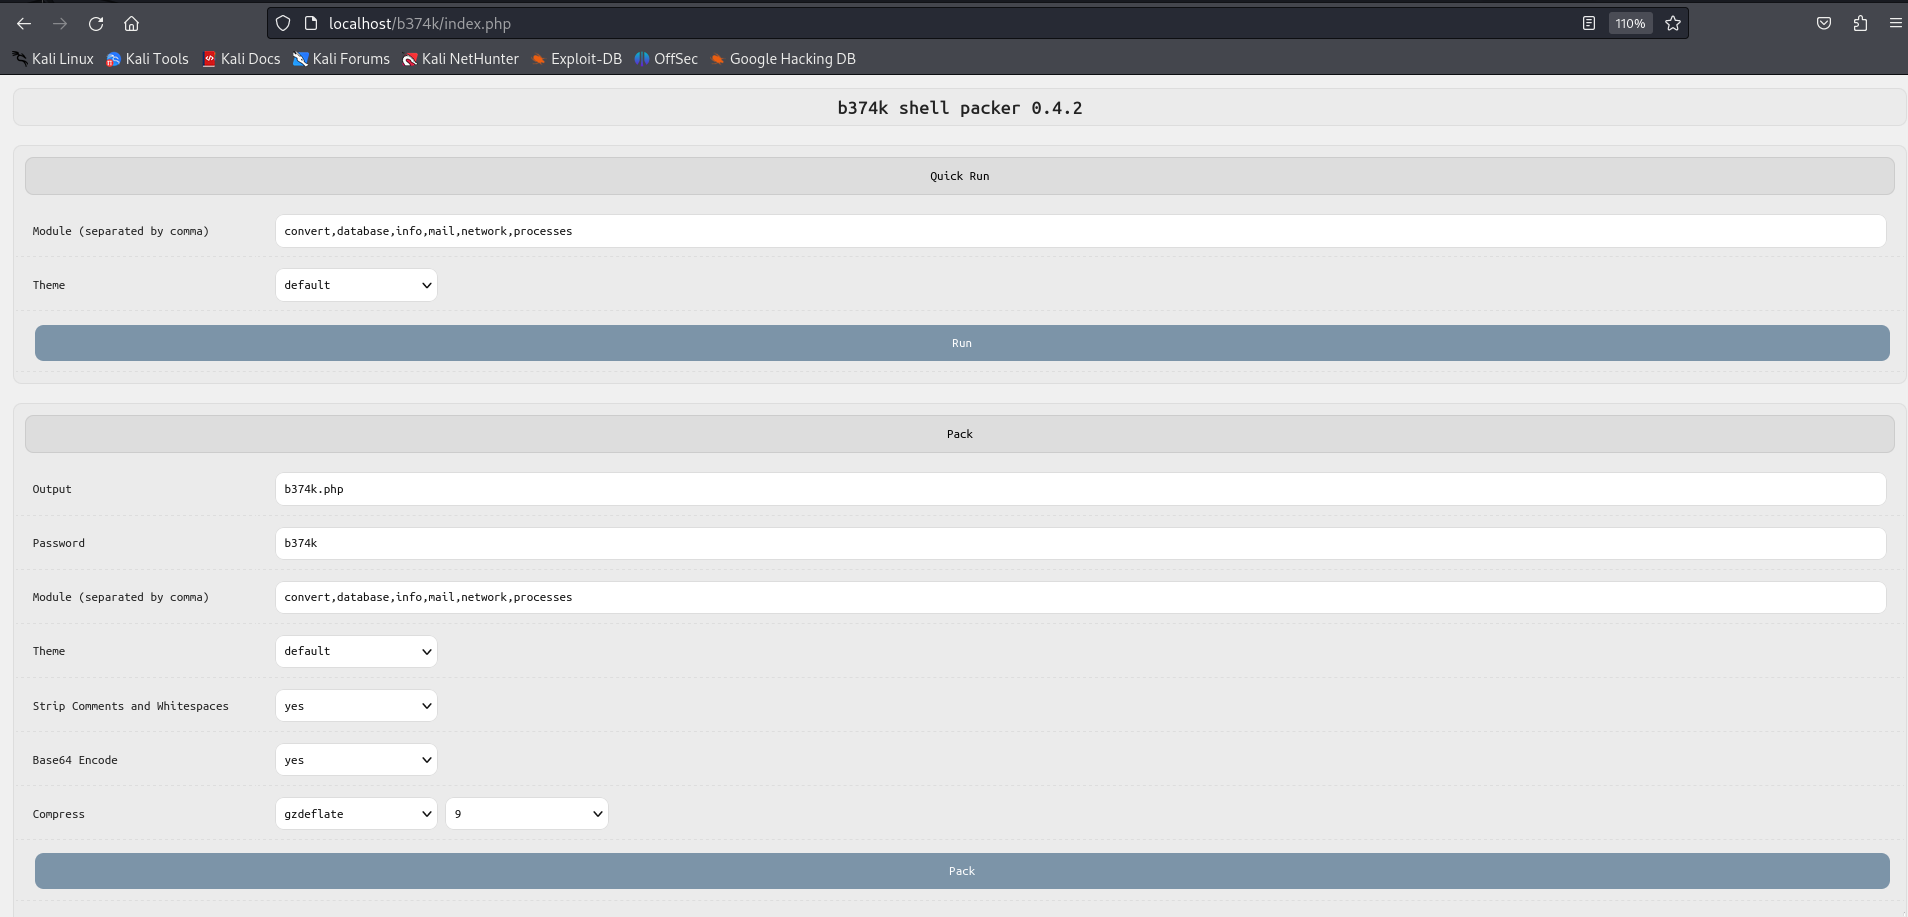 localhost/b374k/index.php
110%
Kali Linux Kali Tools Kali Docs Kali Forums Kali NetHunter Exploit-DB OffSec Google Hacking DB
b374k shell packer 0.4.2
Quick Run
Module (separated by comma) convert,database,info,mail,network,processes
Theme default
Run
Pack
Output b374k.php
Password b374k
Module (separated by comma) convert,database,info,mail,network,processes
Theme default
Strip Comments and Whitespaces yes
Base64 Encode yes
Compress gzdeflate 9
Pack